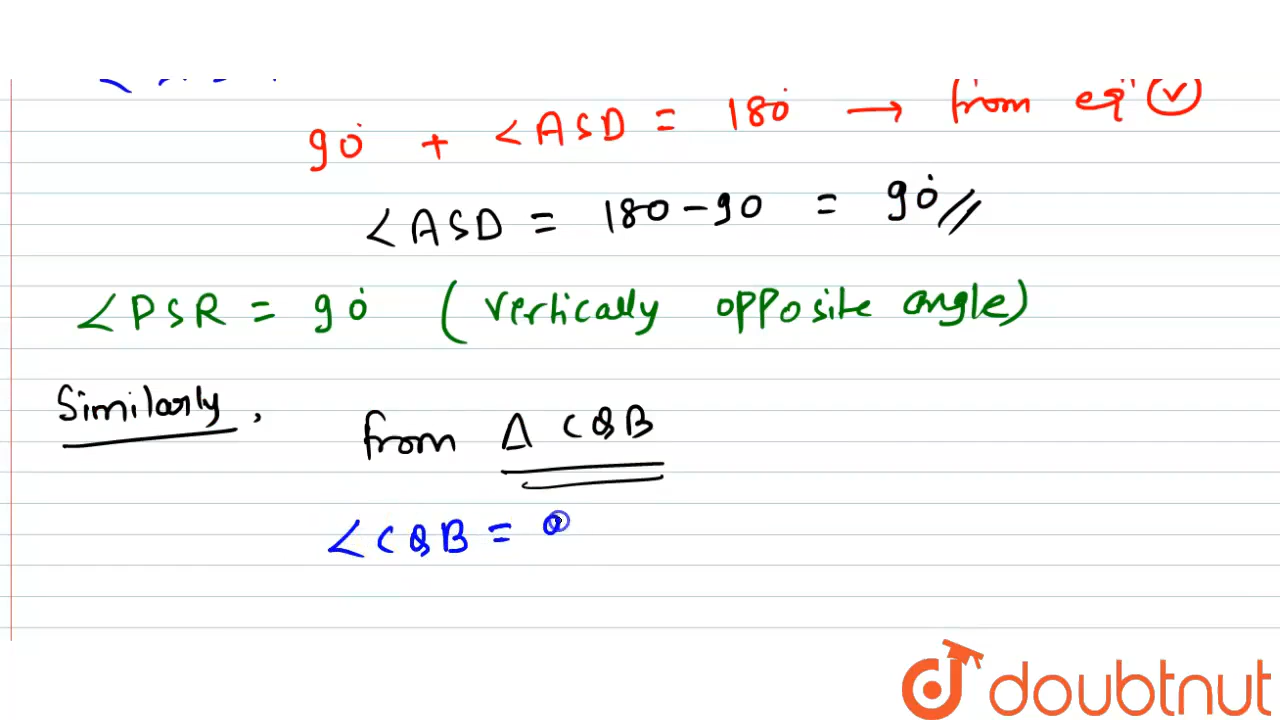 90° + ∠ASD = 180° → from eqⁿ (v)
∠ASD = 180 - 90 = 90° //
∠PSR = 90° (vertically opposite angle)
Similarly, from Δ CQB
∠CQB =
doubtnut